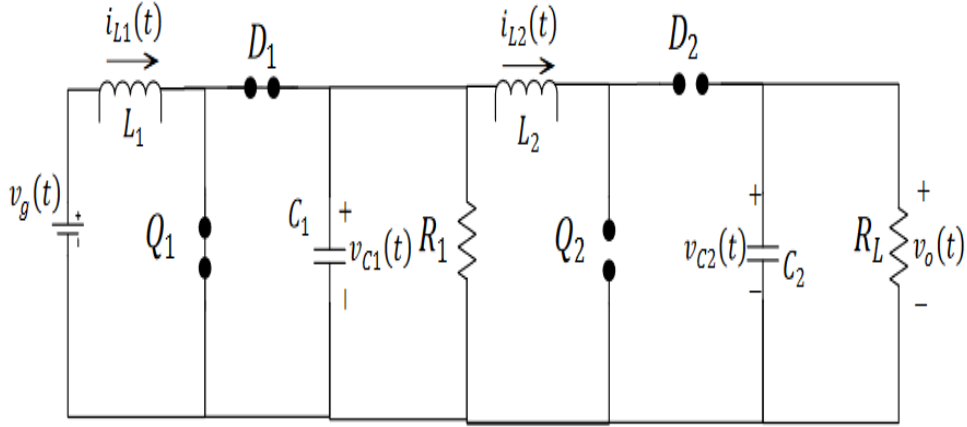 i_{L1}(t)
D_1
i_{L2}(t)
D_2
L_1
L_2
v_g(t)
+
-
Q_1
C_1
+
v_{C1}(t)
−
R_1
Q_2
+
v_{C2}(t)
−
C_2
R_L
+
v_o(t)
−